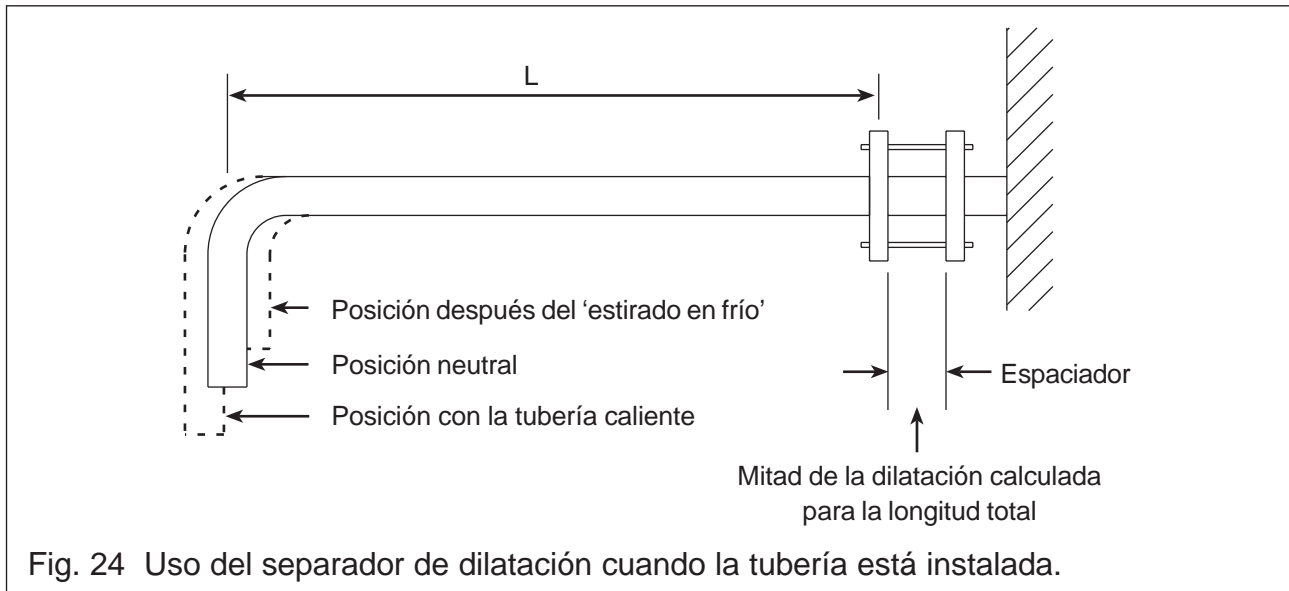 L
Posición después del ‘estirado en frío’
Posición neutral
Espaciador
Posición con la tubería caliente
Mitad de la dilatación calculada
para la longitud total
Fig. 24 Uso del separador de dilatación cuando la tubería está instalada.